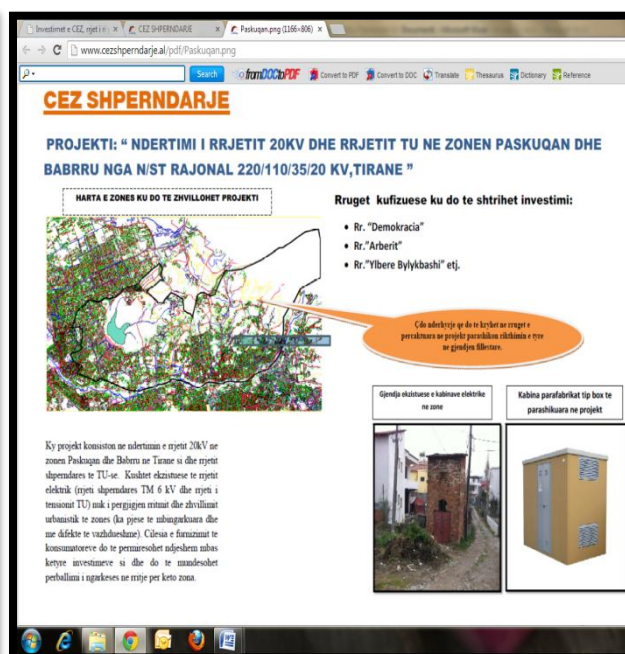 Investimet e CEZ, rrjet i ri
CEZ SHPERNDARJE
Paskuqan.png (1166×806)
www.cezshperndarje.al/pdf/Paskuqan.png
Search
fromDOCtoPDF
Convert to PDF
Convert to DOC
Translate
Thesaurus
Dictionary
Reference
CEZ SHPERNDARJE
PROJEKTI: “ NDERTIMI I RRJETIT 20KV DHE RRJETIT TU NE ZONEN PASKUQAN DHE
BABRRU NGA N/ST RAJONAL 220/110/35/20 KV,TIRANE ”
HARTA E ZONES KU DO TE ZHVILLOHET PROJEKTI
Rruget kufizuese ku do te shtrihet investimi:
• Rr. “Demokracia”
• Rr.”Arberit”
• Rr.”Ylbere Bylykbashi” etj.
Çdo nderhyrje qe do te kryhet ne rruget e
percaktuara ne projekt parashikon rikthimin e tyre
ne gjendjen fillestare.
Gjendja ekzistuese e kabinave elektrike
ne zone
Kabina parafabrikat tip box te
parashikuara ne projekt
Ky projekt konsiston ne ndertimin e rrjetit 20kV ne
zonen Paskuqan dhe Babrru ne Tirane si dhe rrjetit
shperndares te TU-se. Kushtet ekzistuese te rrjetit
elektrik (rrjeti shperndares TM 6 kV dhe rrjeti i
tensionit TU) nuk i pergjigjen rritmit dhe zhvillimit
urbanistik te zones (ka pjese te mbingarkuara dhe
me difekte te vazhdueshme). Cilesia e furnizimit te
konsumatoreve do te permiresohet ndjeshem mbas
ketyre investimeve si dhe do te mundesohet
perballimi i ngarkeses ne rritje per keto zona.